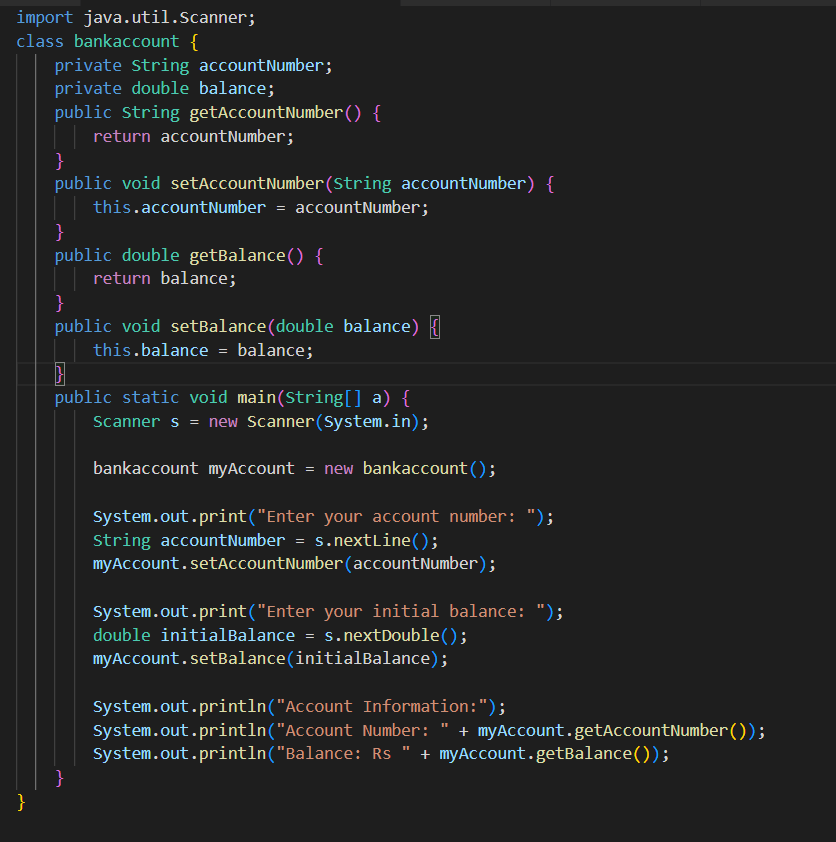 import java.util.Scanner;
class bankaccount {
    private String accountNumber;
    private double balance;
    public String getAccountNumber() {
        return accountNumber;
    }
    public void setAccountNumber(String accountNumber) {
        this.accountNumber = accountNumber;
    }
    public double getBalance() {
        return balance;
    }
    public void setBalance(double balance) {
        this.balance = balance;
    }
    public static void main(String[] a) {
        Scanner s = new Scanner(System.in);

        bankaccount myAccount = new bankaccount();

        System.out.print("Enter your account number: ");
        String accountNumber = s.nextLine();
        myAccount.setAccountNumber(accountNumber);

        System.out.print("Enter your initial balance: ");
        double initialBalance = s.nextDouble();
        myAccount.setBalance(initialBalance);

        System.out.println("Account Information:");
        System.out.println("Account Number: " + myAccount.getAccountNumber());
        System.out.println("Balance: Rs " + myAccount.getBalance());
    }
}